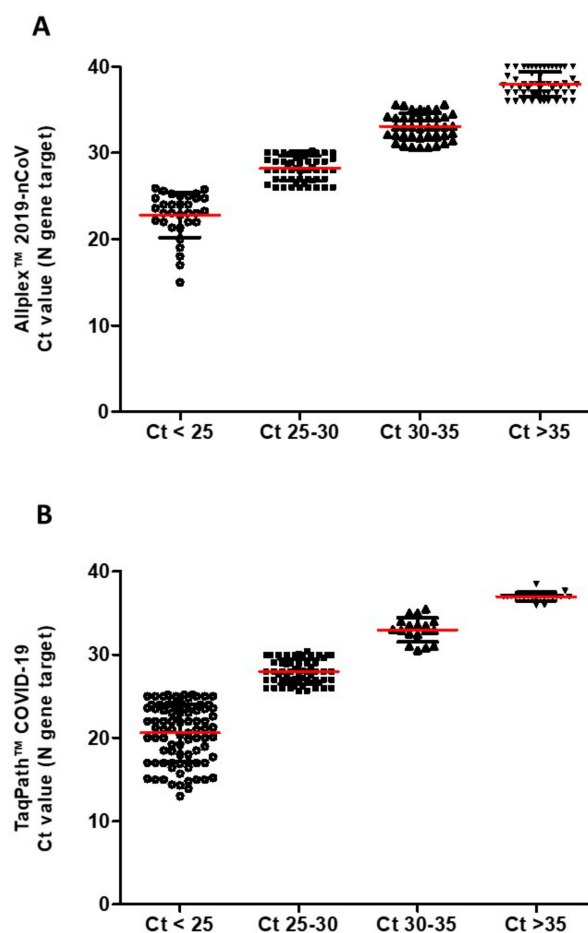 A
Allplex™ 2019-nCoV
Ct value (N gene target)
40
30
20
10
0
Ct < 25
Ct 25-30
Ct 30-35
Ct >35
B
TaqPath™ COVID-19
Ct value (N gene target)
40
30
20
10
0
Ct < 25
Ct 25-30
Ct 30-35
Ct >35